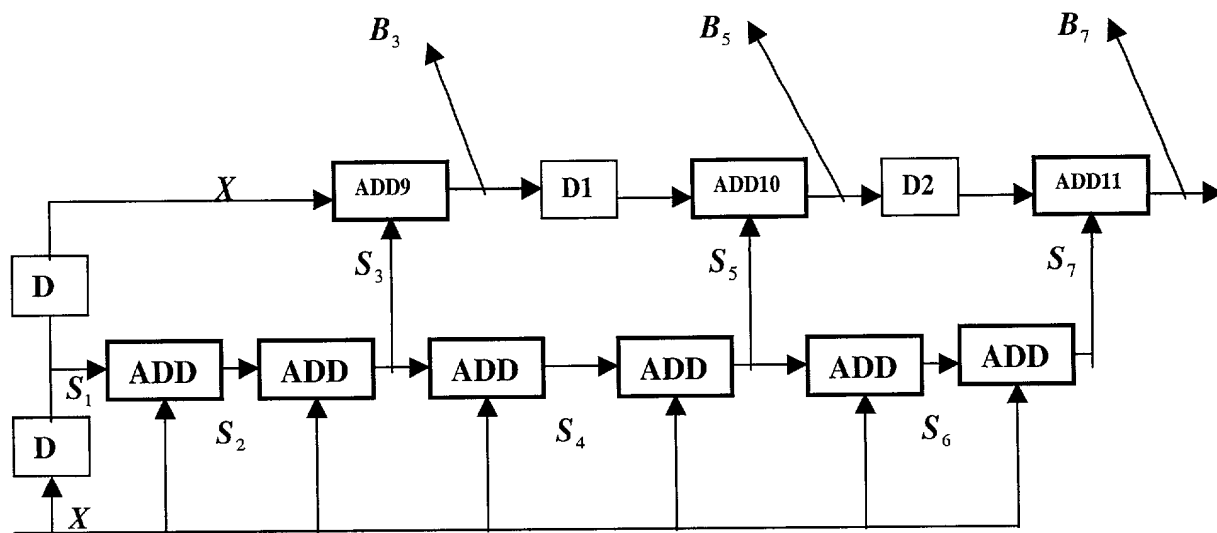 B₃ B₅ B₇
X ADD9 D1 ADD10 D2 ADD11
S₃ S₅ S₇
D
ADD ADD ADD ADD ADD ADD
S₁
S₂ S₄ S₆
D
X